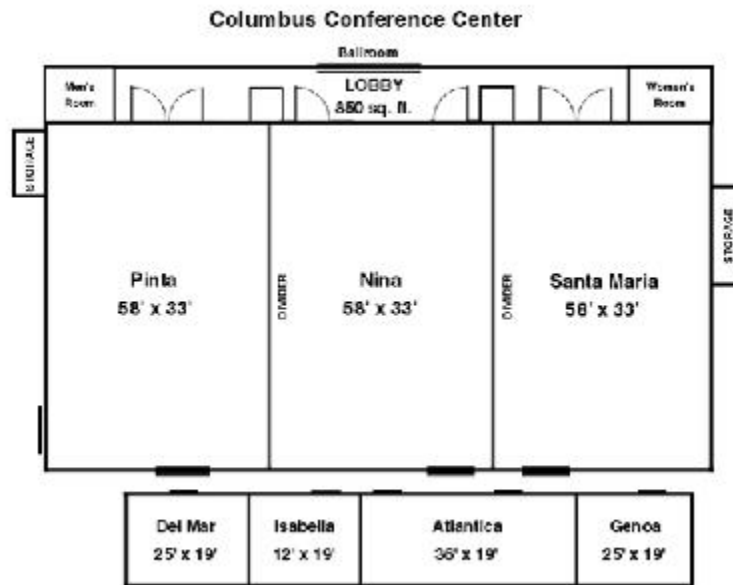 Columbus Conference Center
Ballroom
Men's
Room
LOBBY
850 sq. ft.
Women's
Room
STORAGE
STORAGE
Pinta
58' x 33'
DIVIDER
Nina
58' x 33'
DIVIDER
Santa Maria
58' x 33'
Del Mar
25' x 19'
Isabella
12' x 19'
Atlantica
36' x 19'
Genoa
25' x 19'